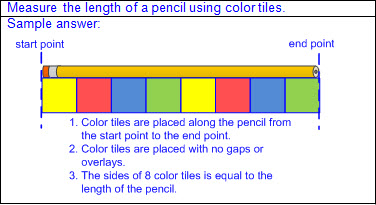 Measure the length of a pencil using color tiles.
Sample answer:
start point
end point
1. Color tiles are placed along the pencil from
the start point to the end point.
2. Color tiles are placed with no gaps or
overlays.
3. The sides of 8 color tiles is equal to the
length of the pencil.